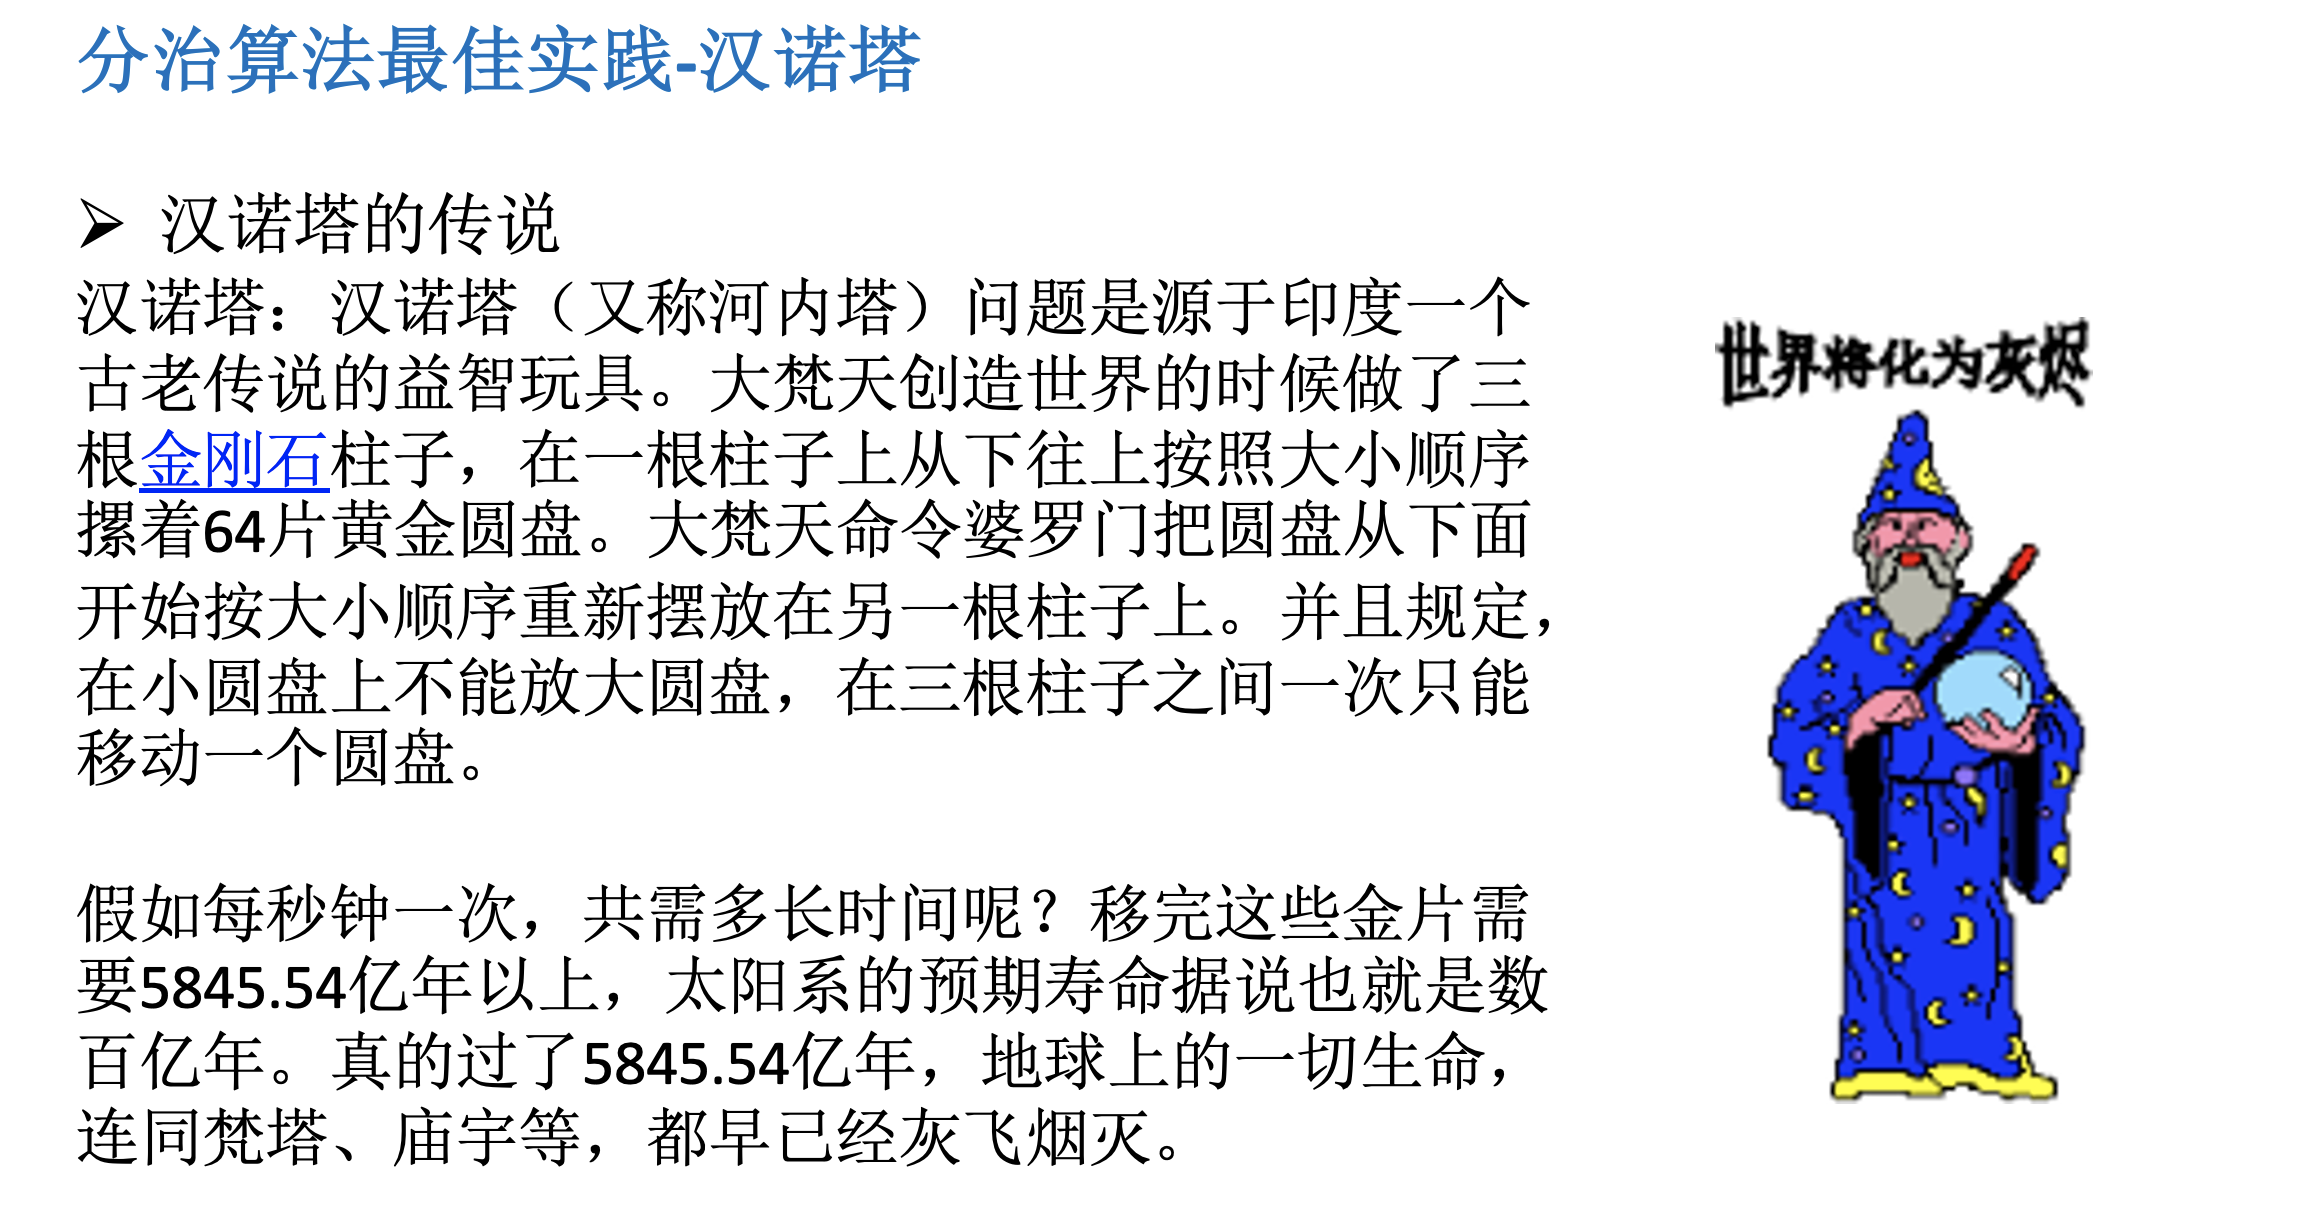 分治算法最佳实践-汉诺塔
➢ 汉诺塔的传说
汉诺塔：汉诺塔（又称河内塔）问题是源于印度一个
古老传说的益智玩具。大梵天创造世界的时候做了三
根金刚石柱子，在一根柱子上从下往上按照大小顺序
摞着64片黄金圆盘。大梵天命令婆罗门把圆盘从下面
开始按大小顺序重新摆放在另一根柱子上。并且规定，
在小圆盘上不能放大圆盘，在三根柱子之间一次只能
移动一个圆盘。
假如每秒钟一次，共需多长时间呢？移完这些金片需
要5845.54亿年以上，太阳系的预期寿命据说也就是数
百亿年。真的过了5845.54亿年，地球上的一切生命，
连同梵塔、庙宇等，都早已经灰飞烟灭。
世界将化为灰烬